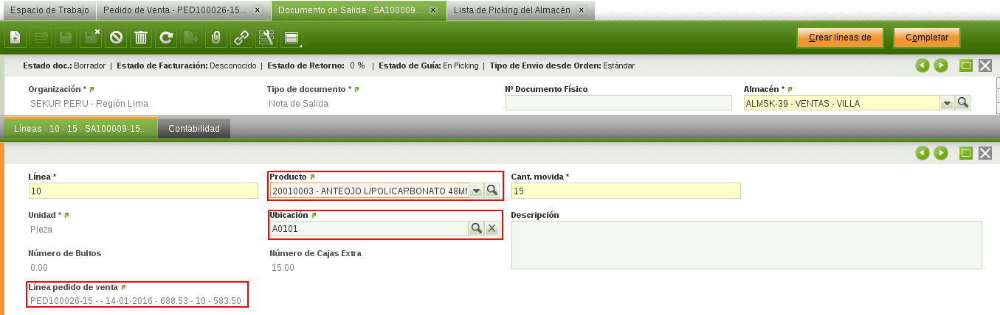 Espacio de Trabajo Pedido de Venta - PED100026-15... Documento de Salida - SA100009... Lista de Picking del Almacén
Crear líneas de Completar
Estado doc.: Borrador | Estado de Facturación: Desconocido | Estado de Retorno: 0 % | Estado de Guía: En Picking | Tipo de Envio desde Orden: Estándar
Organización * Tipo de documento * Nº Documento Físico Almacén *
SEKUR PERU - Región Lima Nota de Salida ALMSK-39 - VENTAS - VILLA
Líneas - 10 - 15 - SA100009-15... Contabilidad
Línea * Producto Cant. movida *
10 20010003 - ANTEOJO L/POLICARBONATO 48MM 15
Unidad * Ubicación Descripción
Pieza A0101
Número de Bultos Número de Cajas Extra
0.00 15.00
Línea pedido de venta
PED100026-15 - - 14-01-2016 - 688.53 - 10 - 583.50